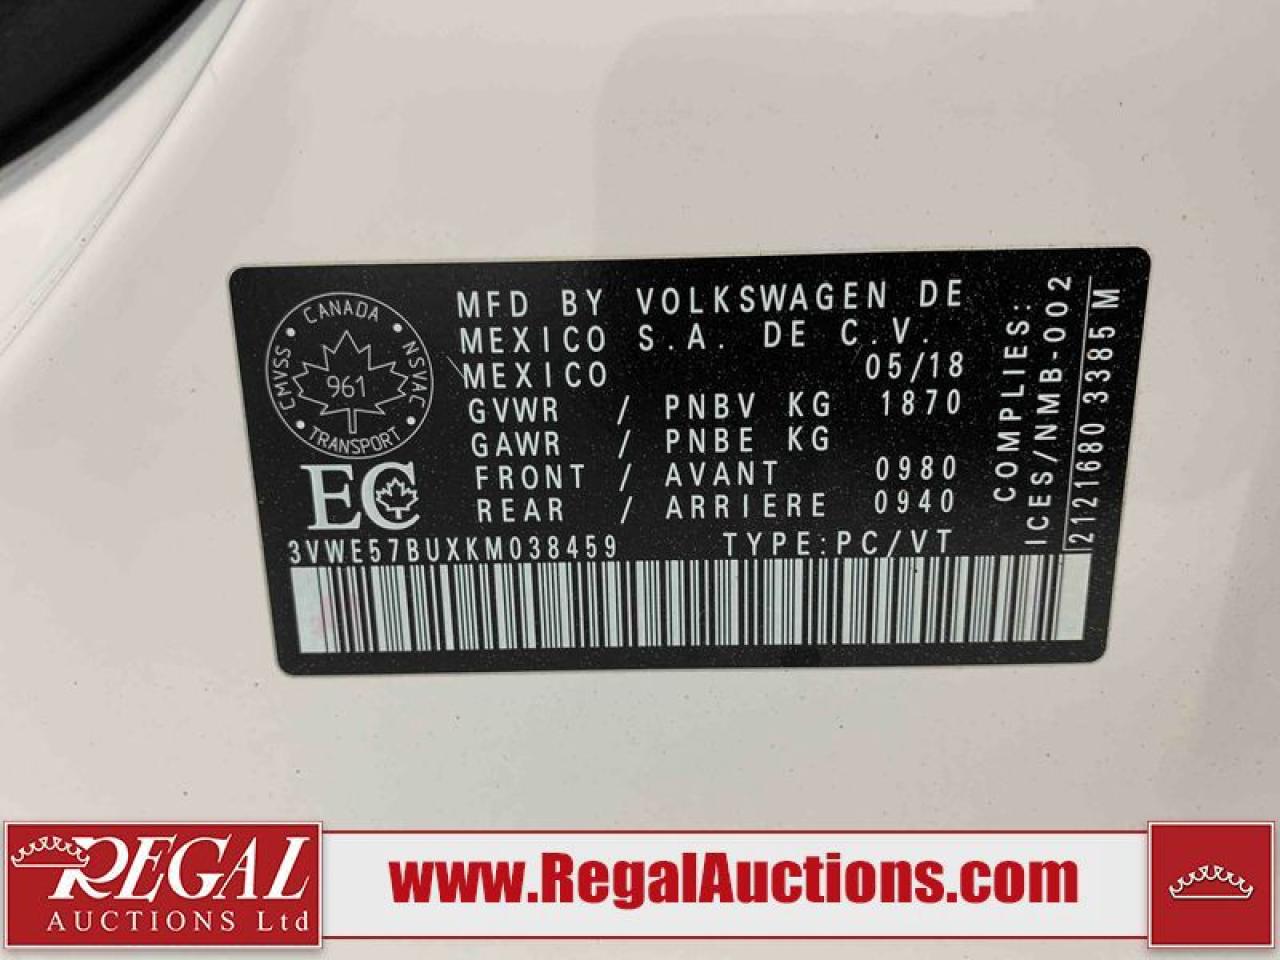 CANADA
CMVSS
NSVAC
961
TRANSPORT
EC
MFD BY VOLKSWAGEN DE
MEXICO S.A. DE C.V.
MEXICO 05/18
GVWR / PNBV KG 1870
GAWR / PNBE KG
FRONT / AVANT 0980
REAR / ARRIERE 0940
3VWE57BUXKM038459 TYPE:PC/VT
COMPLIES:
ICES/NMB-002
2121680 3385 M
REGAL
AUCTIONS Ltd
www.RegalAuctions.com